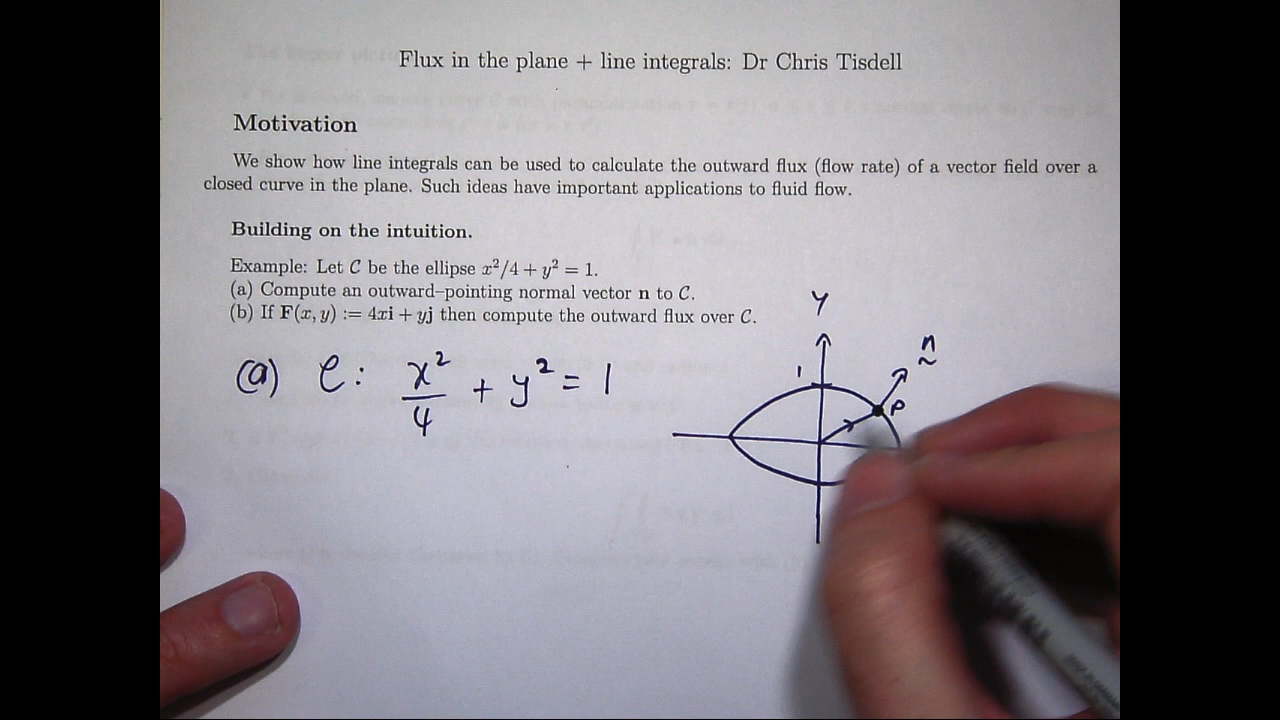 Flux in the plane + line integrals: Dr Chris Tisdell
Motivation
We show how line integrals can be used to calculate the outward flux (flow rate) of a vector field over a
closed curve in the plane. Such ideas have important applications to fluid flow.
Building on the intuition.
Example: Let 𝒞 be the ellipse x²/4 + y² = 1.
(a) Compute an outward–pointing normal vector n to 𝒞.
(b) If F(x, y) := 4xi + yj then compute the outward flux over 𝒞.
(a) 𝒞: x²/4 + y² = 1
y
n
~
1
P